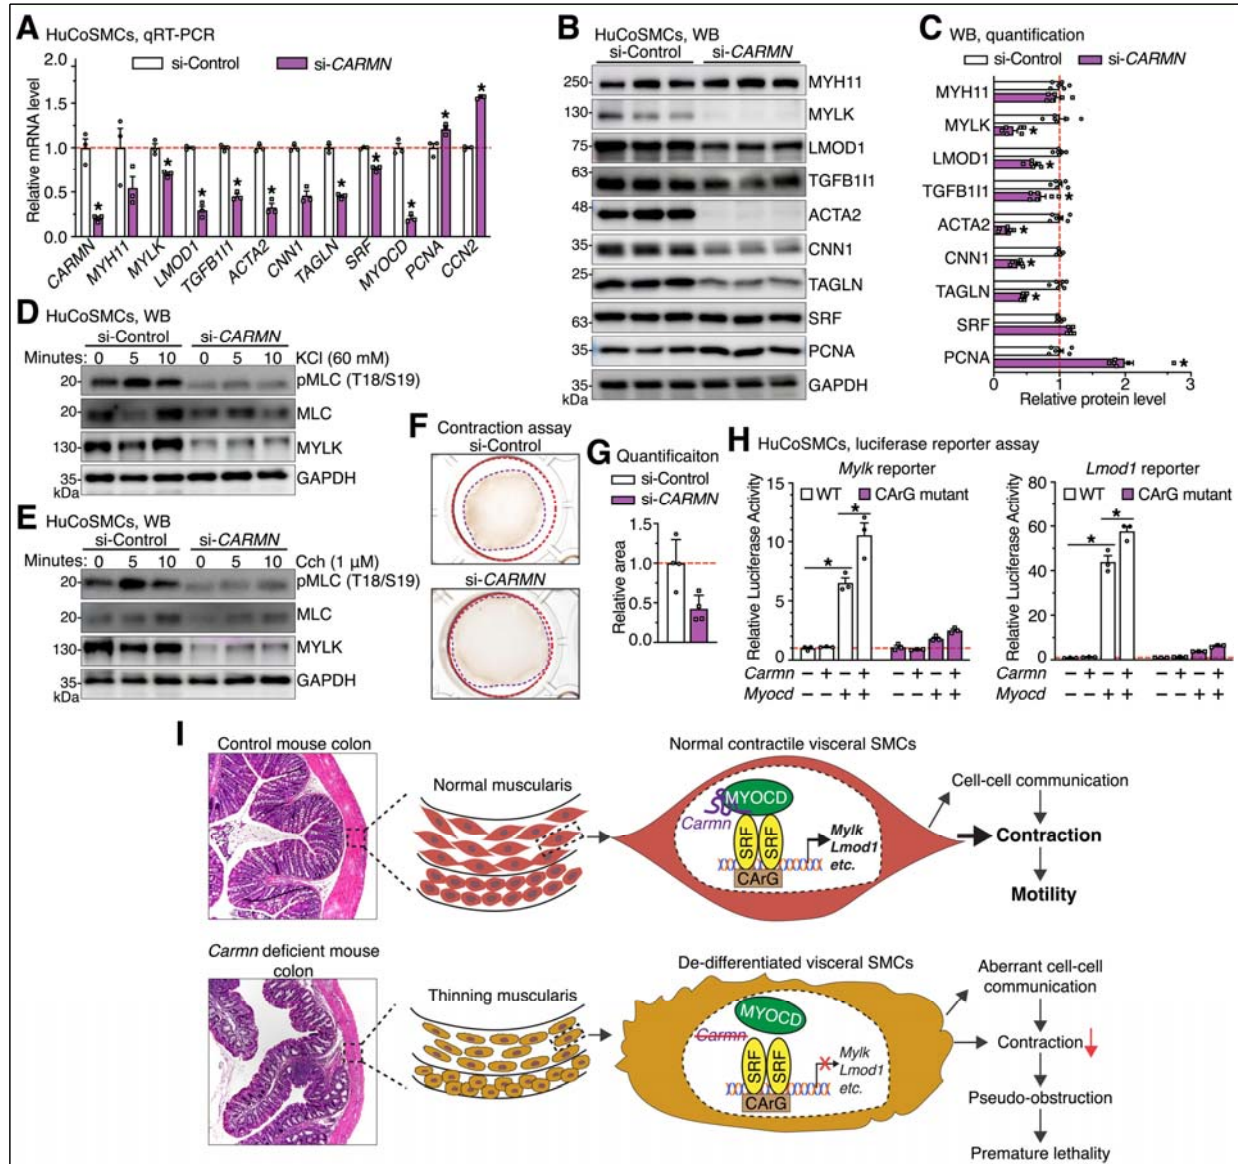 A HuCoSMCs, qRT-PCR
si-Control si-CARMN
Relative mRNA level
2.0
1.5
1.0
0.5
0
CARMN MYH11 MYLK LMOD1 TGFB1I1 ACTA2 CNN1 TAGLN SRF MYOCD PCNA CCN2
* * * * * * * * * *
B HuCoSMCs, WB
si-Control si-CARMN
250 MYH11
130 MYLK
75 LMOD1
63 TGFB1I1
48 ACTA2
35 CNN1
25 TAGLN
63 SRF
35 PCNA
35 GAPDH
kDa
C WB, quantification
si-Control si-CARMN
MYH11
MYLK *
LMOD1 *
TGFB1I1 *
ACTA2 *
CNN1 *
TAGLN *
SRF
PCNA *
0 1 2 3
Relative protein level
D HuCoSMCs, WB
si-Control si-CARMN
Minutes: 0 5 10 0 5 10 KCl (60 mM)
20 pMLC (T18/S19)
20 MLC
130 MYLK
35 GAPDH
kDa
E HuCoSMCs, WB
si-Control si-CARMN
Minutes: 0 5 10 0 5 10 Cch (1 µM)
20 pMLC (T18/S19)
20 MLC
130 MYLK
35 GAPDH
kDa
F Contraction assay
si-Control
si-CARMN
G Quantificaiton
si-Control
si-CARMN
Relative area
1.5
1.0
0.5
0.0
H HuCoSMCs, luciferase reporter assay
Mylk reporter
WT CArG mutant
Relative Luciferase Activity
15
10
5
0
* *
Carmn – + – + – + – +
Myocd – – + + – – + +
Lmod1 reporter
WT CArG mutant
Relative Luciferase Activity
80
60
40
20
0
* *
Carmn – + – + – + – +
Myocd – – + + – – + +
I
Control mouse colon
Normal muscularis
Normal contractile visceral SMCs
MYOCD
Carmn
SRF SRF
CArG
Mylk
Lmod1
etc.
Cell-cell communication
Contraction
Motility
Carmn deficient mouse
colon
Thinning muscularis
De-differentiated visceral SMCs
MYOCD
Carmn
SRF SRF
CArG
Mylk
Lmod1
etc.
Aberrant cell-cell
communication
Contraction
Pseudo-obstruction
Premature lethality